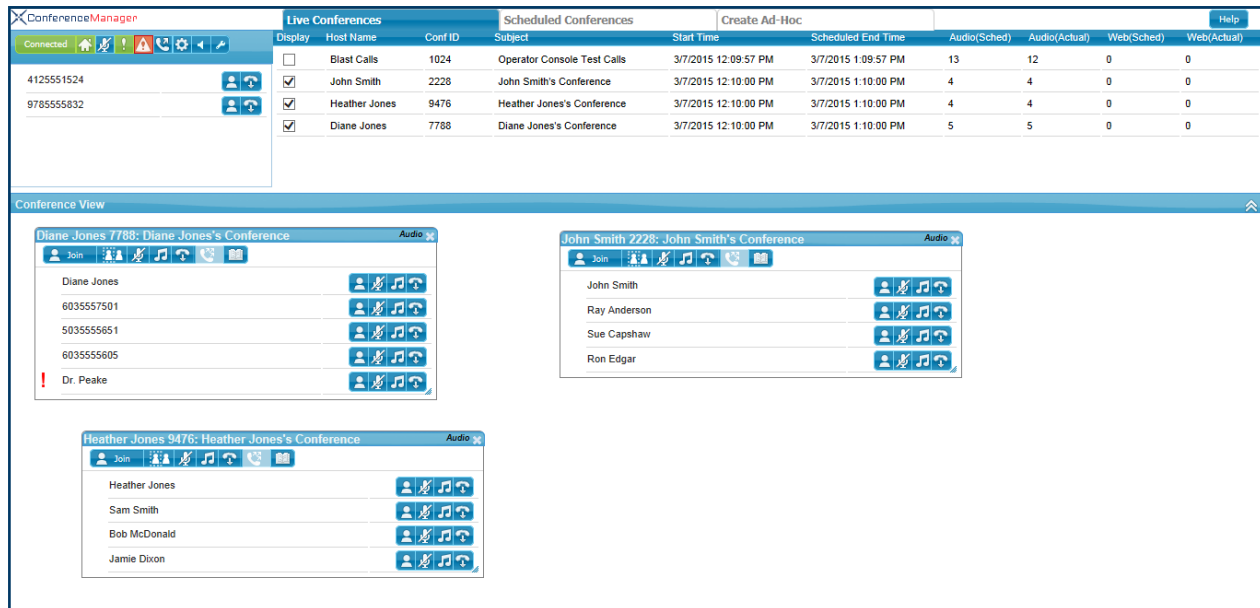 ConferenceManager
Live Conferences Scheduled Conferences Create Ad-Hoc Help
Connected
Display Host Name Conf ID Subject Start Time Scheduled End Time Audio(Sched) Audio(Actual) Web(Sched) Web(Actual)
Blast Calls 1024 Operator Console Test Calls 3/7/2015 12:09:57 PM 3/7/2015 1:09:57 PM 13 12 0 0
4125551524
John Smith 2228 John Smith's Conference 3/7/2015 12:10:00 PM 3/7/2015 1:10:00 PM 4 4 0 0
9785555832
Heather Jones 9476 Heather Jones's Conference 3/7/2015 12:10:00 PM 3/7/2015 1:10:00 PM 4 4 0 0
Diane Jones 7788 Diane Jones's Conference 3/7/2015 12:10:00 PM 3/7/2015 1:10:00 PM 5 5 0 0
Conference View
Diane Jones 7788: Diane Jones's Conference Audio
Join
Diane Jones
6035557501
5035555651
6035555605
! Dr. Peake
John Smith 2228: John Smith's Conference Audio
Join
John Smith
Ray Anderson
Sue Capshaw
Ron Edgar
Heather Jones 9476: Heather Jones's Conference Audio
Join
Heather Jones
Sam Smith
Bob McDonald
Jamie Dixon